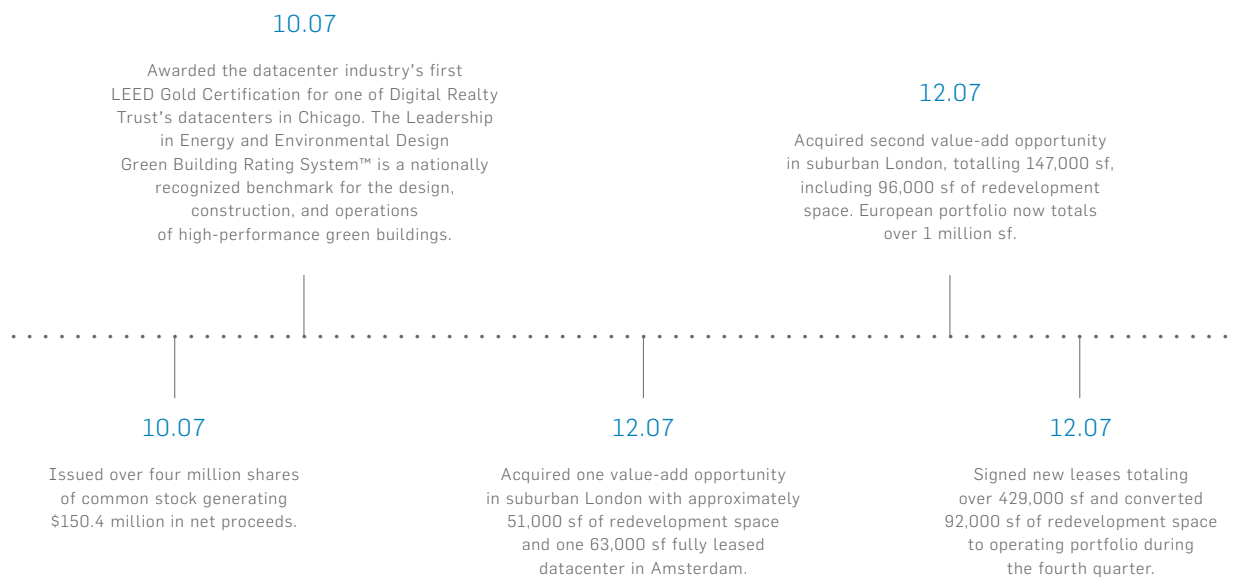 10.07
Awarded the datacenter industry's first
LEED Gold Certification for one of Digital Realty
Trust's datacenters in Chicago. The Leadership
in Energy and Environmental Design
Green Building Rating System™ is a nationally
recognized benchmark for the design,
construction, and operations
of high-performance green buildings.
12.07
Acquired second value-add opportunity
in suburban London, totalling 147,000 sf,
including 96,000 sf of redevelopment
space. European portfolio now totals
over 1 million sf.
10.07
Issued over four million shares
of common stock generating
$150.4 million in net proceeds.
12.07
Acquired one value-add opportunity
in suburban London with approximately
51,000 sf of redevelopment space
and one 63,000 sf fully leased
datacenter in Amsterdam.
12.07
Signed new leases totaling
over 429,000 sf and converted
92,000 sf of redevelopment space
to operating portfolio during
the fourth quarter.